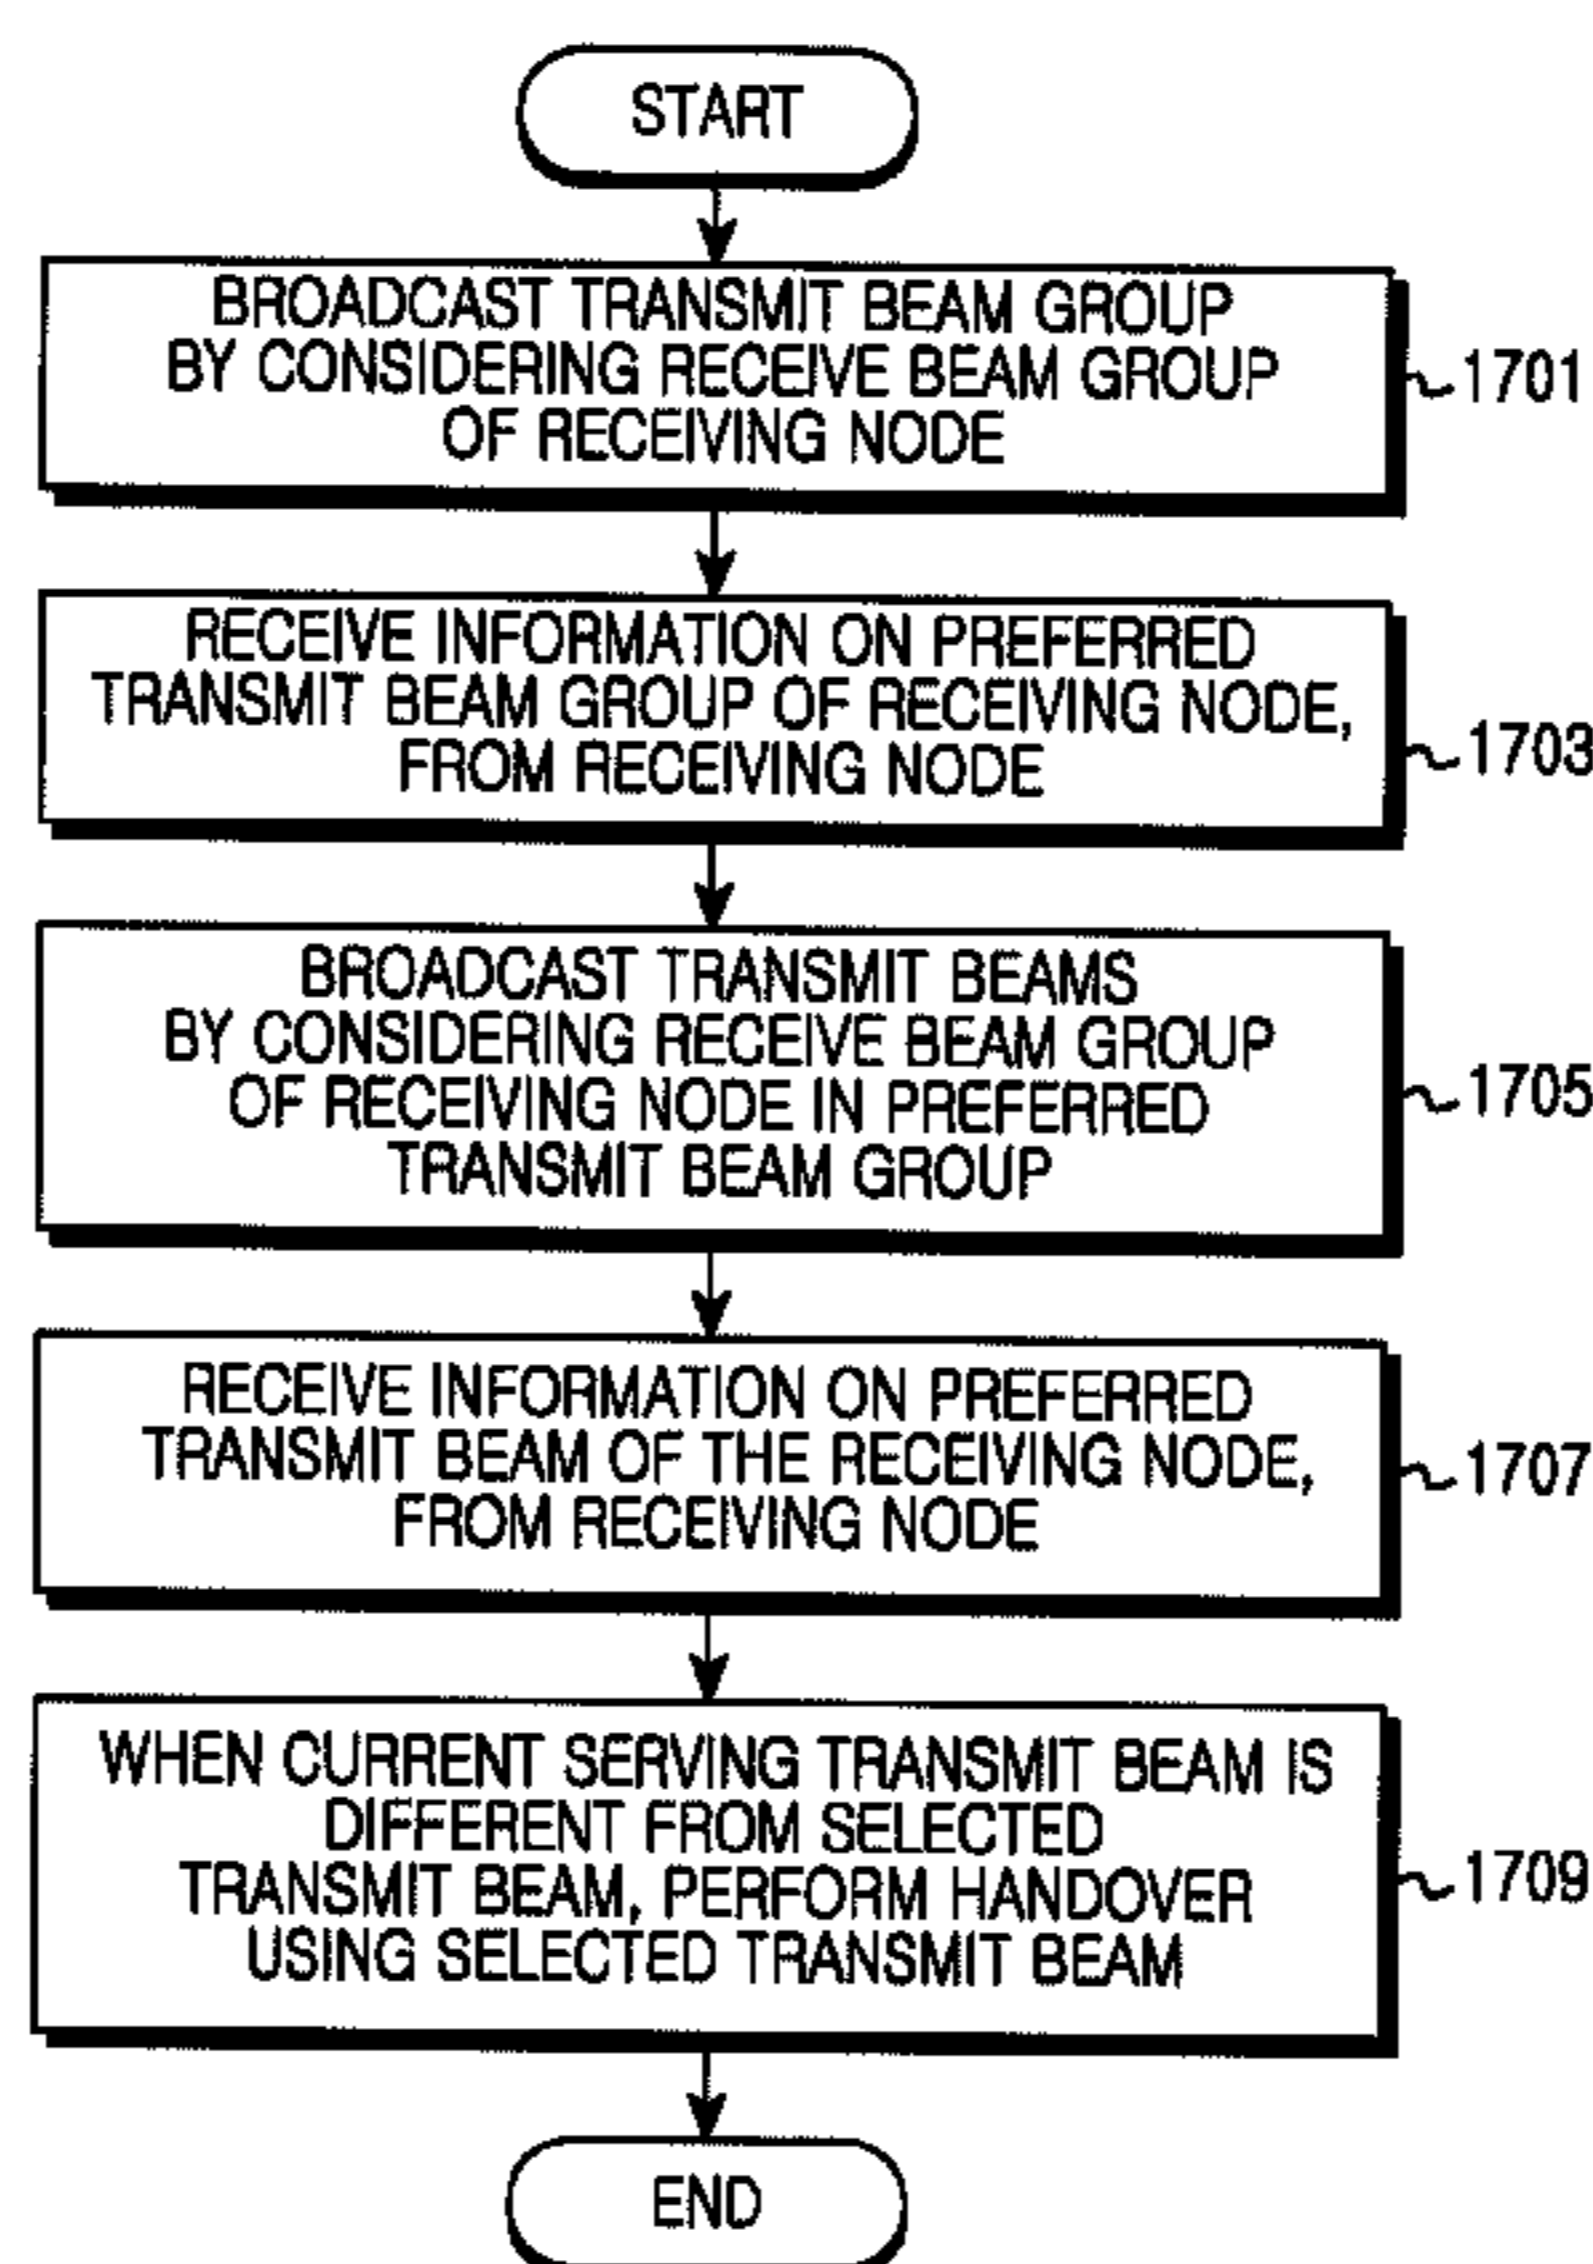 START
BROADCAST TRANSMIT BEAM GROUP
BY CONSIDERING RECEIVE BEAM GROUP
OF RECEIVING NODE
1701
RECEIVE INFORMATION ON PREFERRED
TRANSMIT BEAM GROUP OF RECEIVING NODE,
FROM RECEIVING NODE
1703
BROADCAST TRANSMIT BEAMS
BY CONSIDERING RECEIVE BEAM GROUP
OF RECEIVING NODE IN PREFERRED
TRANSMIT BEAM GROUP
1705
RECEIVE INFORMATION ON PREFERRED
TRANSMIT BEAM OF THE RECEIVING NODE,
FROM RECEIVING NODE
1707
WHEN CURRENT SERVING TRANSMIT BEAM IS
DIFFERENT FROM SELECTED
TRANSMIT BEAM, PERFORM HANDOVER
USING SELECTED TRANSMIT BEAM
1709
END